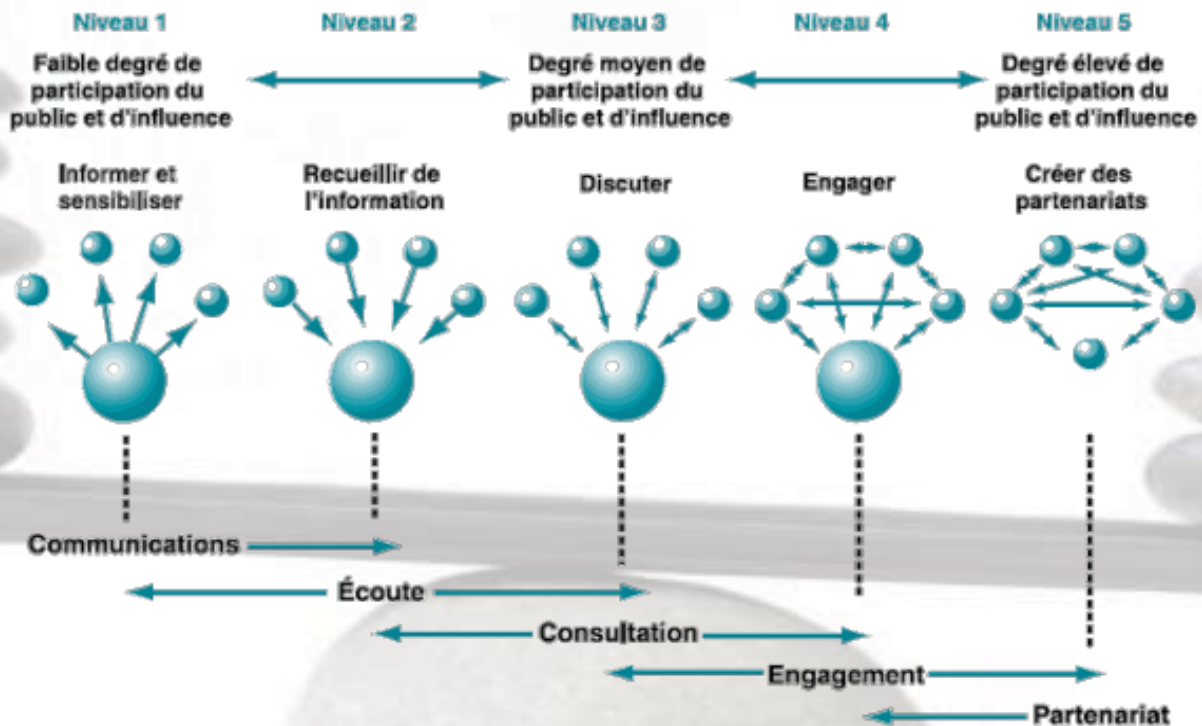 Niveau 1
Niveau 2
Niveau 3
Niveau 4
Niveau 5
Faible degré de
participation du
public et d'influence
Degré moyen de
participation du
public et d'influence
Degré élevé de
participation du
public et d'influence
Informer et
sensibiliser
Recueillir de
l'information
Discuter
Engager
Créer des
partenariats
Communications
Écoute
Consultation
Engagement
Partenariat